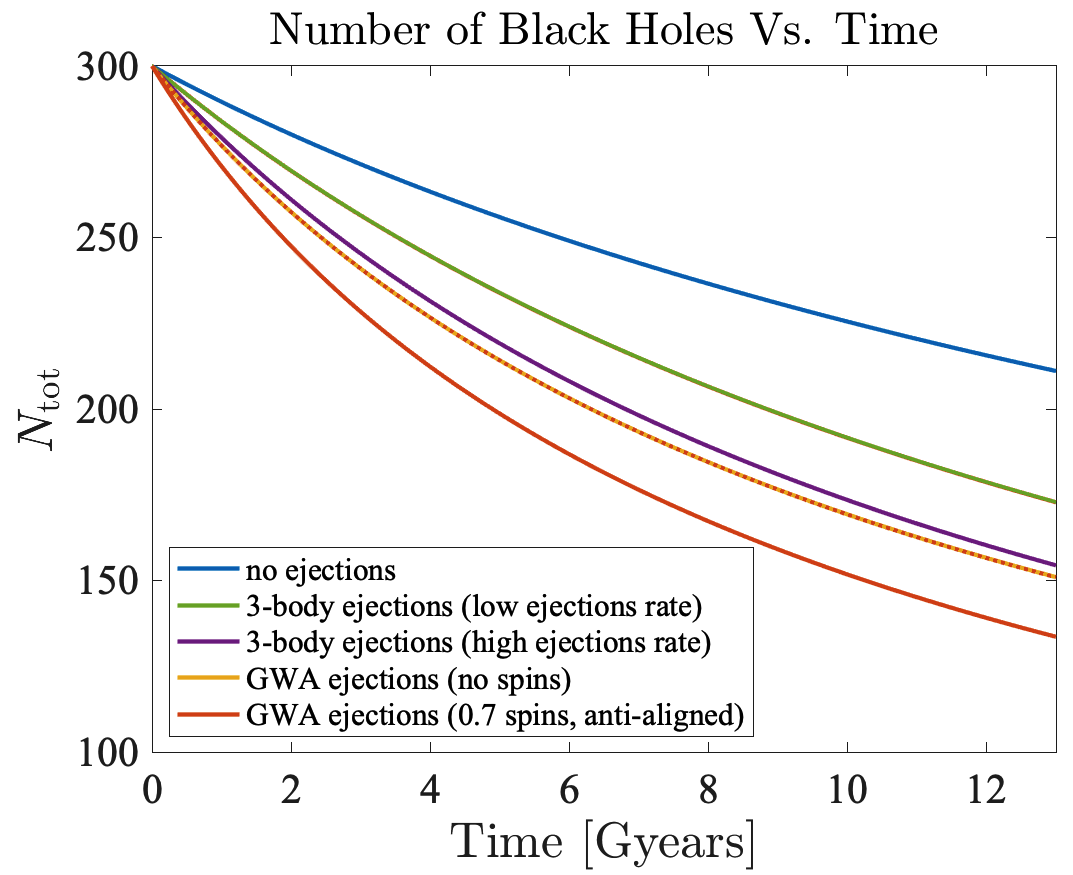 Number of Black Holes Vs. Time
300
250
200
150
100
N_tot
no ejections
3-body ejections (low ejections rate)
3-body ejections (high ejections rate)
GWA ejections (no spins)
GWA ejections (0.7 spins, anti-aligned)
0 2 4 6 8 10 12
Time [Gyears]